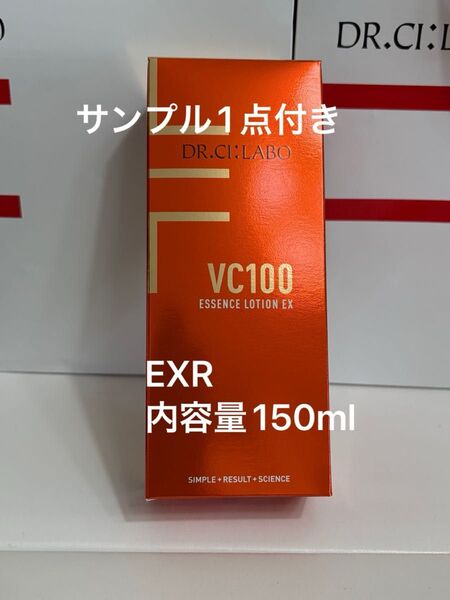 DR.CI:LABO
サンプル1点付き
DR.CI:LABO
VC100
ESSENCE LOTION EX
EXR
内容量150ml
SIMPLE+RESULT+SCIENCE